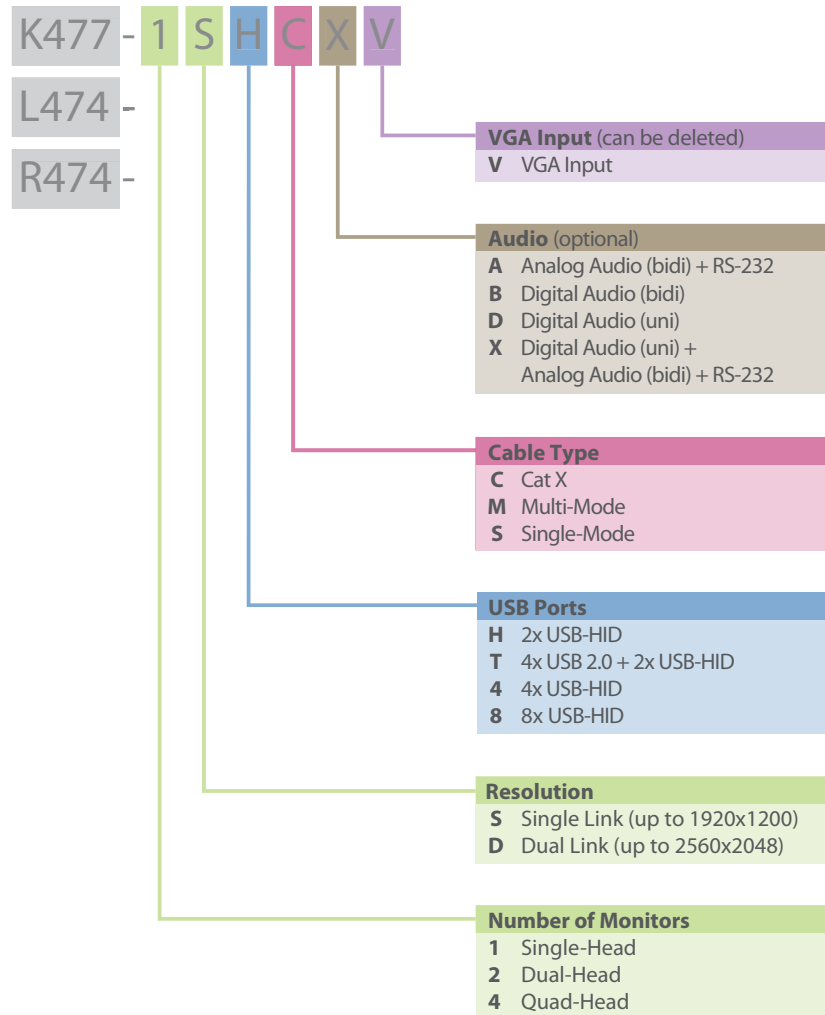 K477 - 1 S H C X V
L474 -
R474 -
VGA Input (can be deleted)
V VGA Input
Audio (optional)
A Analog Audio (bidi) + RS-232
B Digital Audio (bidi)
D Digital Audio (uni)
X Digital Audio (uni) +
Analog Audio (bidi) + RS-232
Cable Type
C Cat X
M Multi-Mode
S Single-Mode
USB Ports
H 2x USB-HID
T 4x USB 2.0 + 2x USB-HID
4 4x USB-HID
8 8x USB-HID
Resolution
S Single Link (up to 1920x1200)
D Dual Link (up to 2560x2048)
Number of Monitors
1 Single-Head
2 Dual-Head
4 Quad-Head